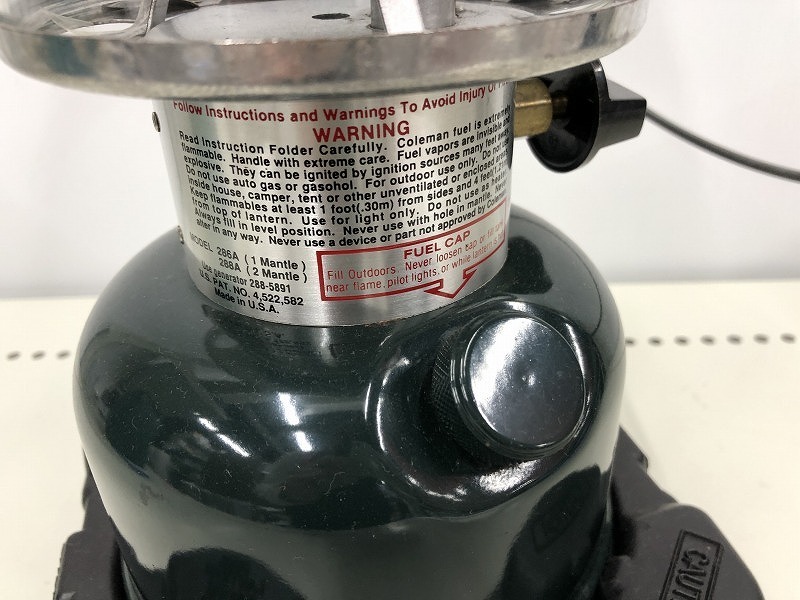 Follow Instructions and Warnings To Avoid Injury Or
WARNING
Read Instruction Folder Carefully. Coleman fuel is extremely
flammable. Handle with extreme care. Fuel vapors are invisible and
explosive. They can be ignited by ignition sources many feet away.
Do not use auto gas or gasohol. For outdoor use only. Do not
inside house, camper, tent or other unventilated or enclosed areas.
Keep flammables at least 1 foot(.30m) from sides and 4 feet
from top of lantern. Use for light only. Do not use as
Always fill in level position. Never use with hole in mantle. Never
alter in any way. Never use a device or part not approved by Coleman
MODEL 286A (1 Mantle)
288A (2 Mantle)
Use generator 288-5891
U.S. PAT. NO. 4,522,582
Made in U.S.A.
FUEL CAP
Fill Outdoors. Never loosen cap or fill
near flame, pilot lights, or while lantern is